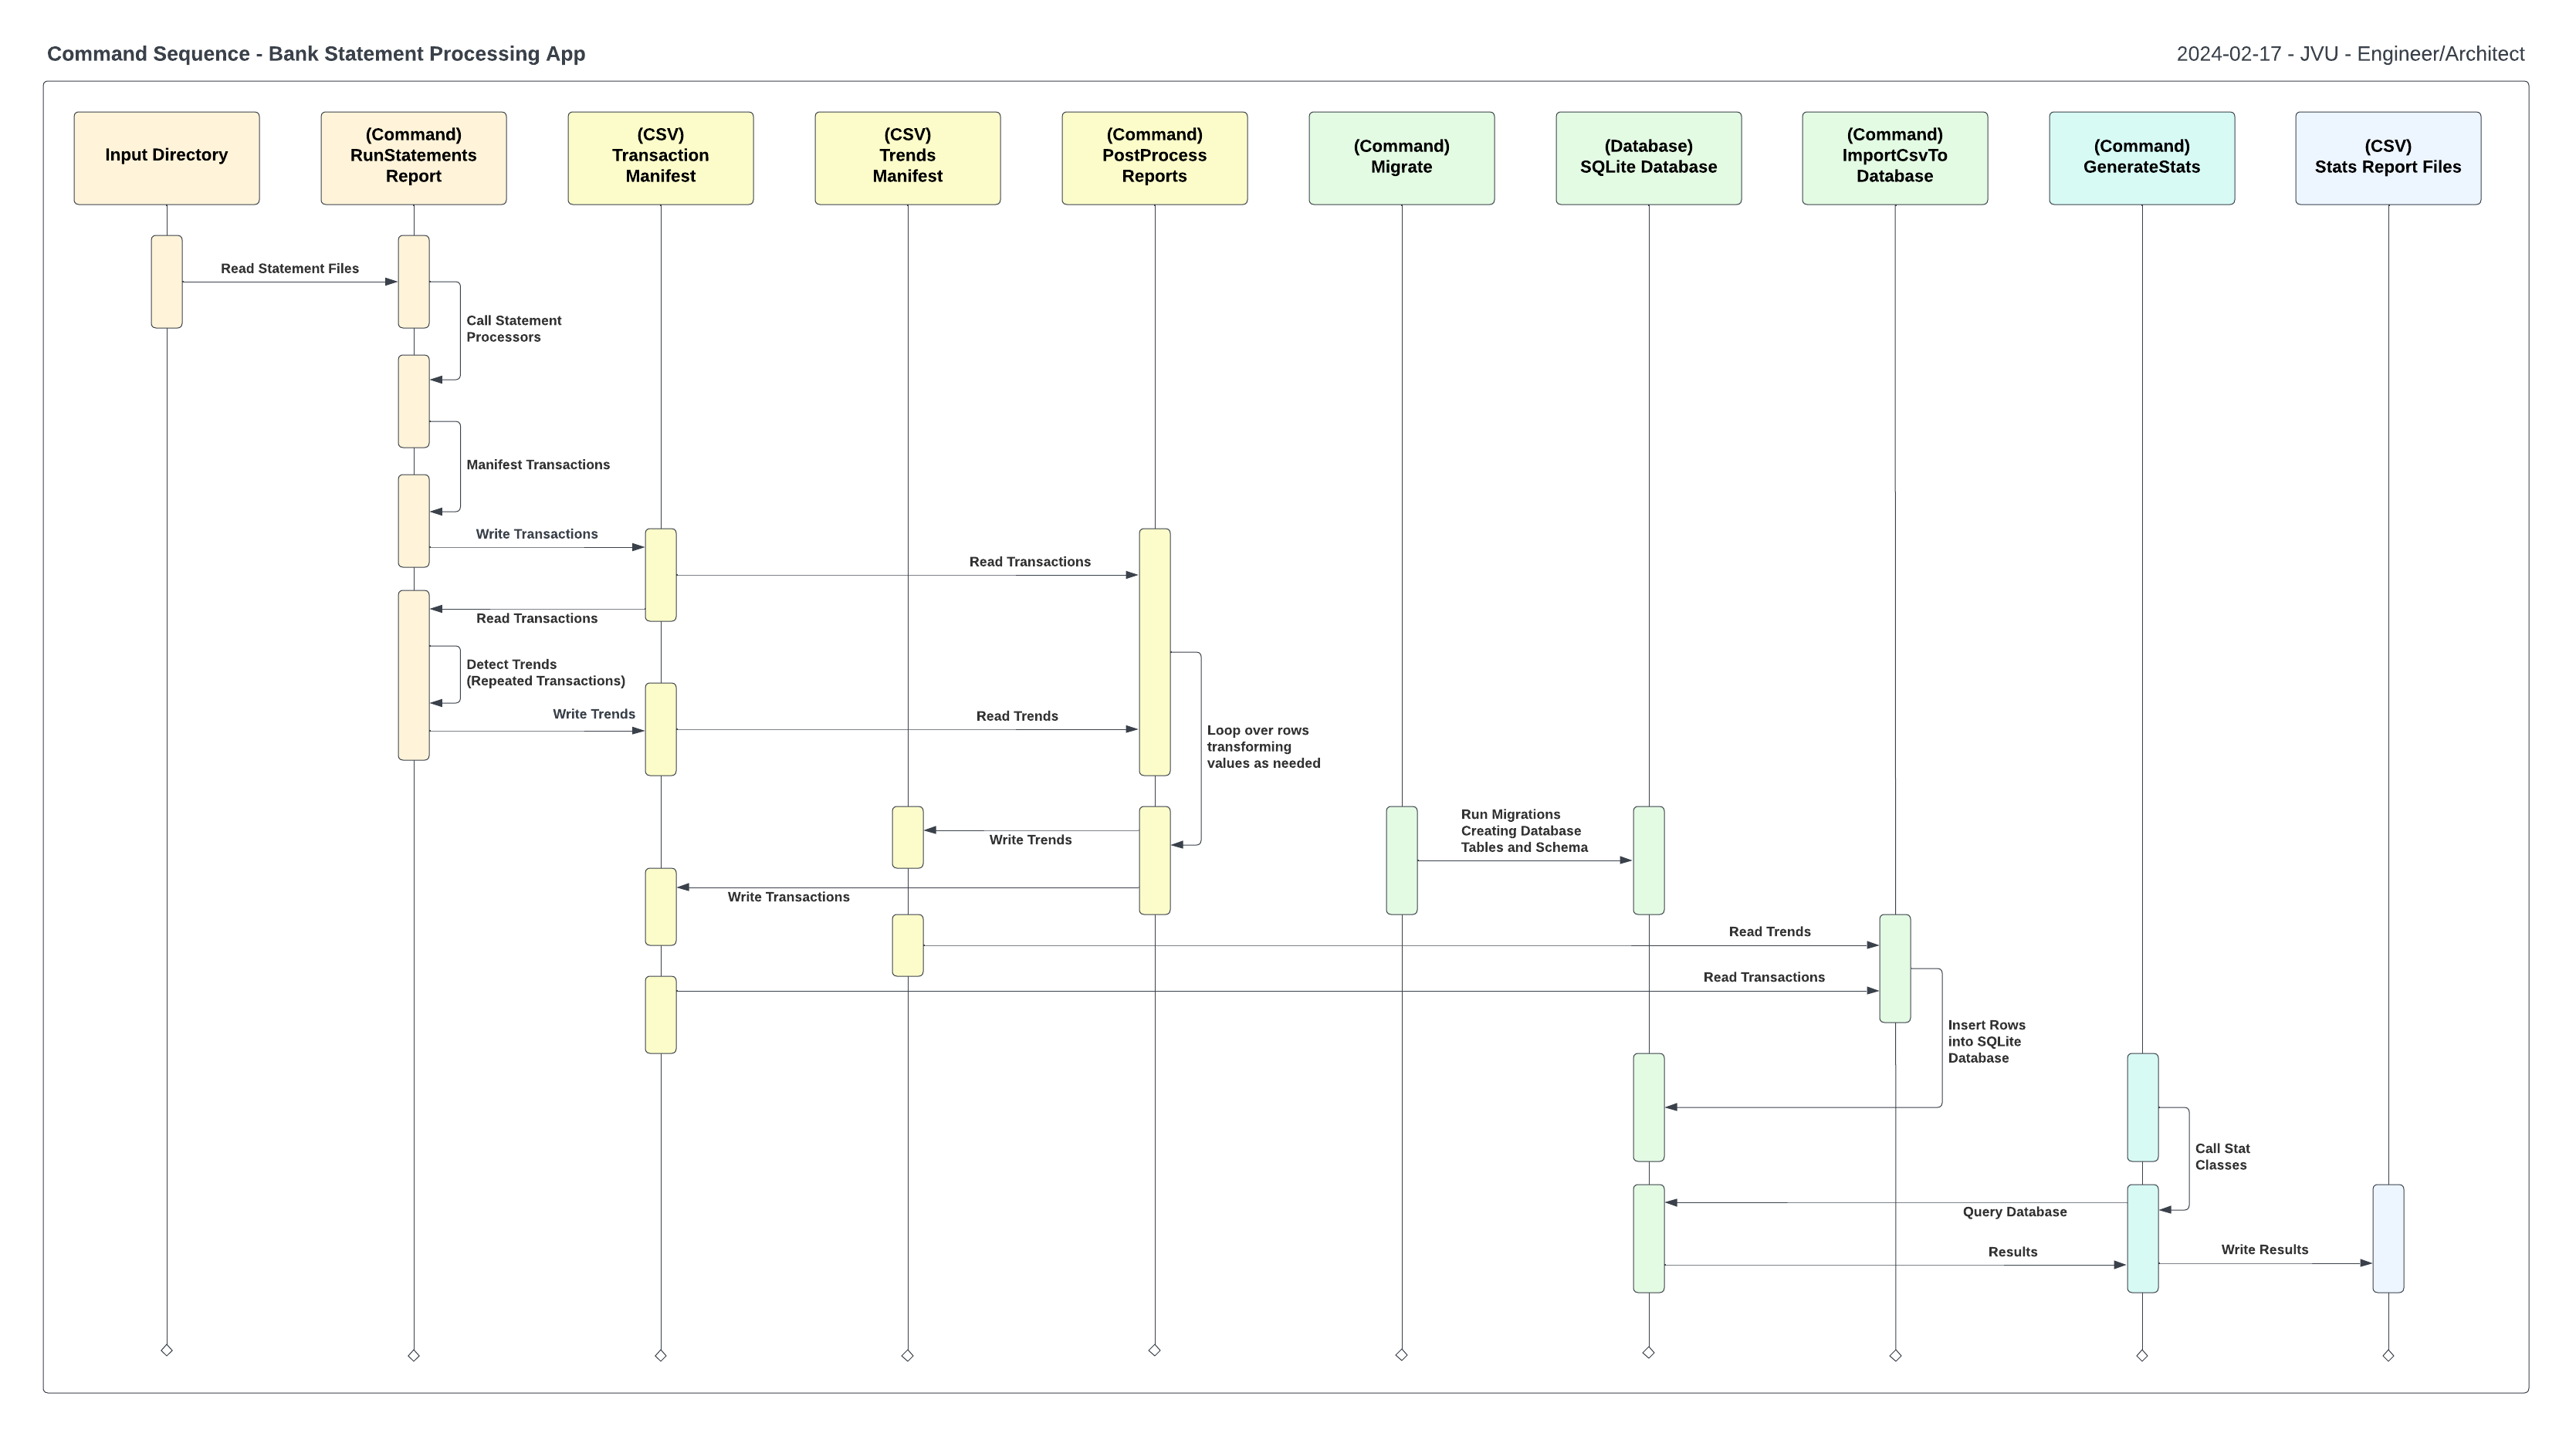 Command Sequence - Bank Statement Processing App
2024-02-17 - JVU - Engineer/Architect
Input Directory
(Command)
RunStatements
Report
(CSV)
Transaction
Manifest
(CSV)
Trends
Manifest
(Command)
PostProcess
Reports
(Command)
Migrate
(Database)
SQLite Database
(Command)
ImportCsvTo
Database
(Command)
GenerateStats
(CSV)
Stats Report Files
Read Statement Files
Call Statement
Processors
Manifest Transactions
Write Transactions
Read Transactions
Read Transactions
Detect Trends
(Repeated Transactions)
Write Trends
Read Trends
Loop over rows
transforming
values as needed
Run Migrations
Creating Database
Tables and Schema
Write Trends
Write Transactions
Read Trends
Read Transactions
Insert Rows
into SQLite
Database
Call Stat
Classes
Query Database
Results
Write Results